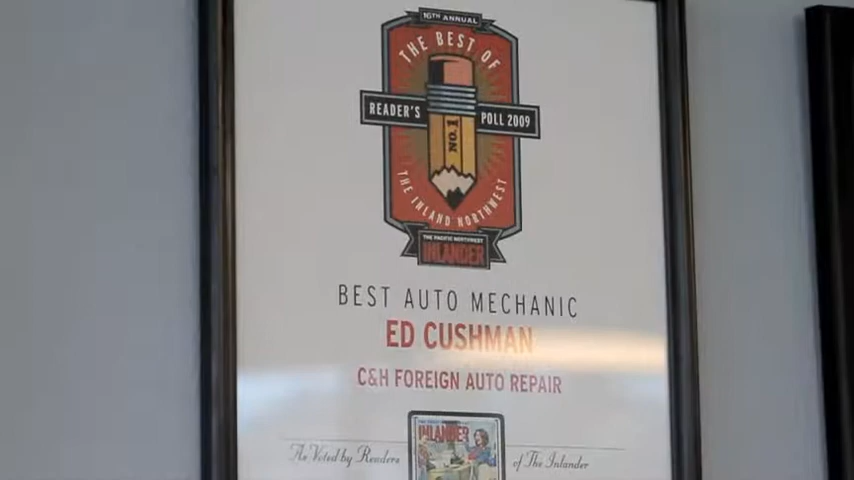 16TH ANNUAL
THE BEST OF
READER'S POLL 2009
NO.1
THE INLAND NORTHWEST
THE PACIFIC NORTHWEST
INLANDER
BEST AUTO MECHANIC
ED CUSHMAN
C&H FOREIGN AUTO REPAIR
INLANDER
As Voted by Readers of The Inlander